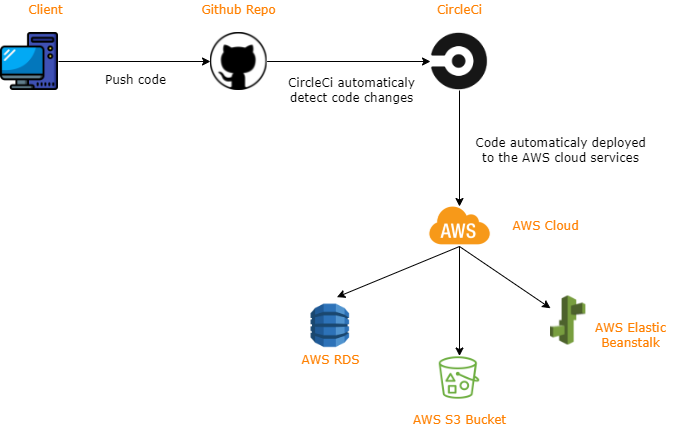 Client
Github Repo
CircleCi
Push code
CircleCi automaticaly
detect code changes
Code automaticaly deployed
to the AWS cloud services
AWS
AWS Cloud
AWS RDS
AWS Elastic
Beanstalk
AWS S3 Bucket